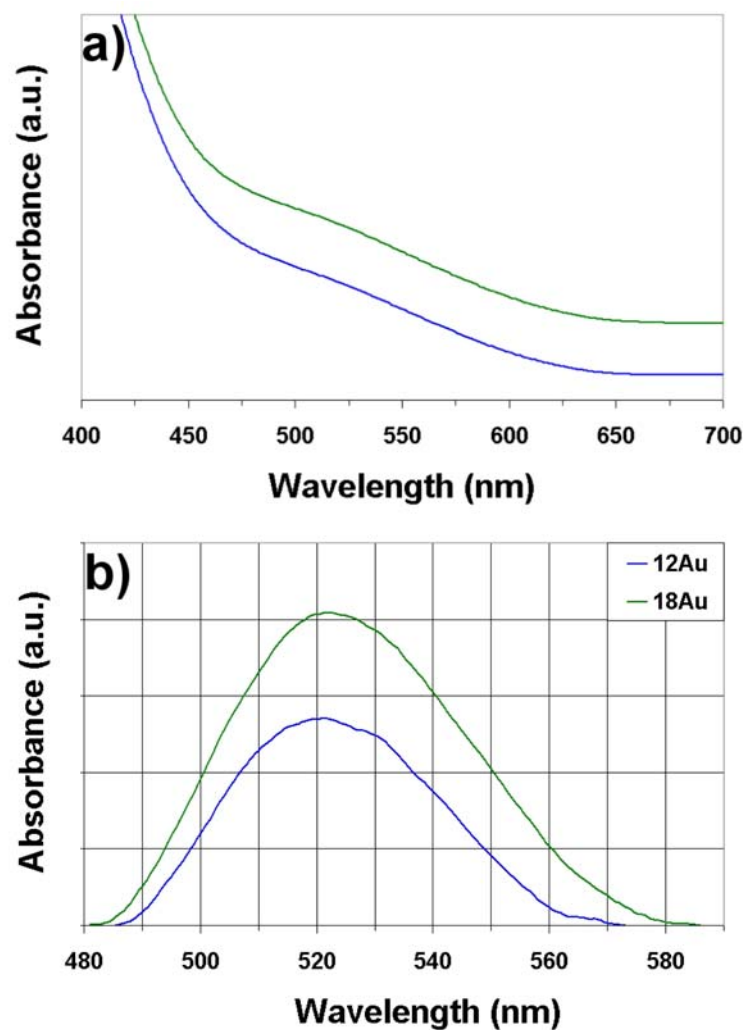 a)
Absorbance (a.u.)
400 450 500 550 600 650 700
Wavelength (nm)
b)
12Au
18Au
Absorbance (a.u.)
480 500 520 540 560 580
Wavelength (nm)